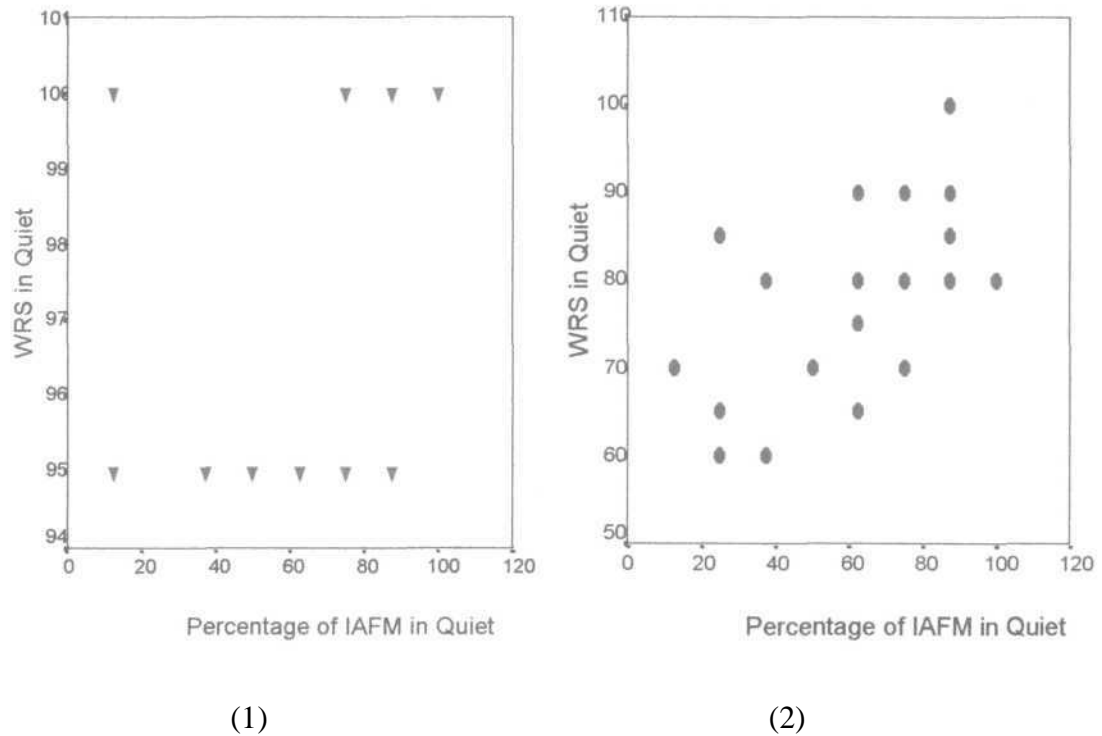 101
100
99
98
97
96
95
94
WRS in Quiet
0 20 40 60 80 100 120
Percentage of IAFM in Quiet
(1)
110
100
90
80
70
60
50
WRS in Quiet
0 20 40 60 80 100 120
Percentage of IAFM in Quiet
(2)